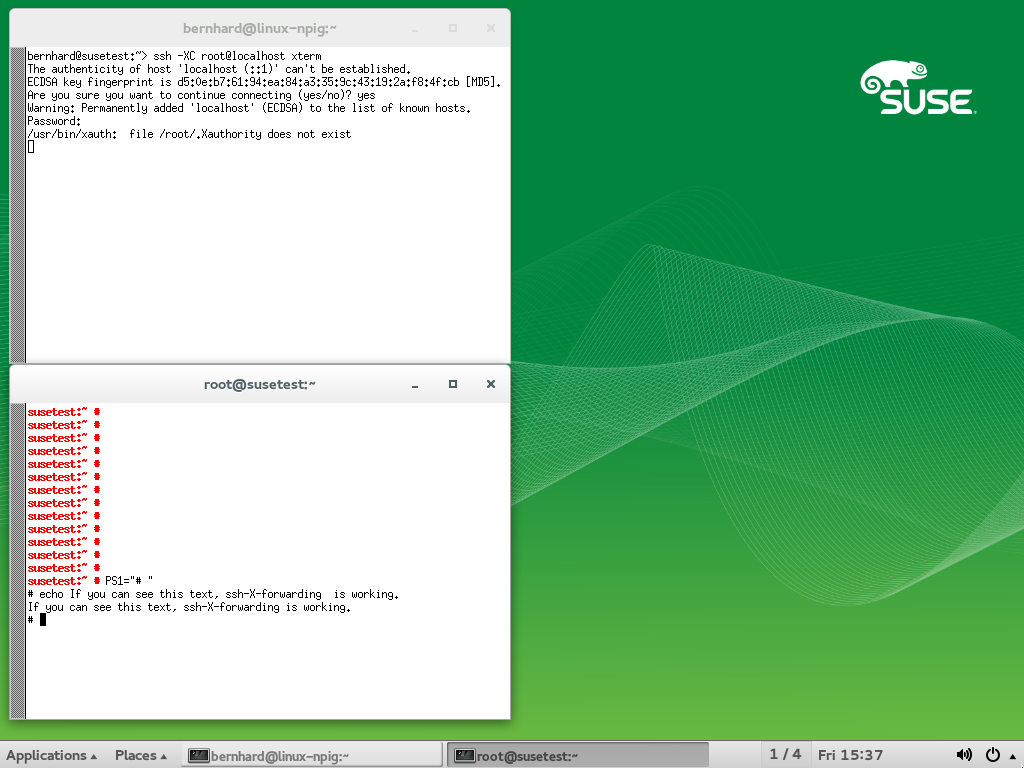 bernhard@linux-npig:~
bernhard@susetest:~> ssh -XC root@localhost xterm
The authenticity of host 'localhost (::1)' can't be established.
ECDSA key fingerprint is d5:0e:b7:61:94:ea:84:a3:35:9c:43:19:2a:f8:4f:cb [MD5].
Are you sure you want to continue connecting (yes/no)? yes
Warning: Permanently added 'localhost' (ECDSA) to the list of known hosts.
Password:
/usr/bin/xauth:  file /root/.Xauthority does not exist
SUSE
root@susetest:~
susetest:~ #
susetest:~ #
susetest:~ #
susetest:~ #
susetest:~ #
susetest:~ #
susetest:~ #
susetest:~ #
susetest:~ #
susetest:~ #
susetest:~ #
susetest:~ #
susetest:~ #
susetest:~ # PS1="# "
# echo If you can see this text, ssh-X-forwarding  is working.
If you can see this text, ssh-X-forwarding is working.
#
Applications Places bernhard@linux-npig:~ root@susetest:~ 1 / 4 Fri 15:37